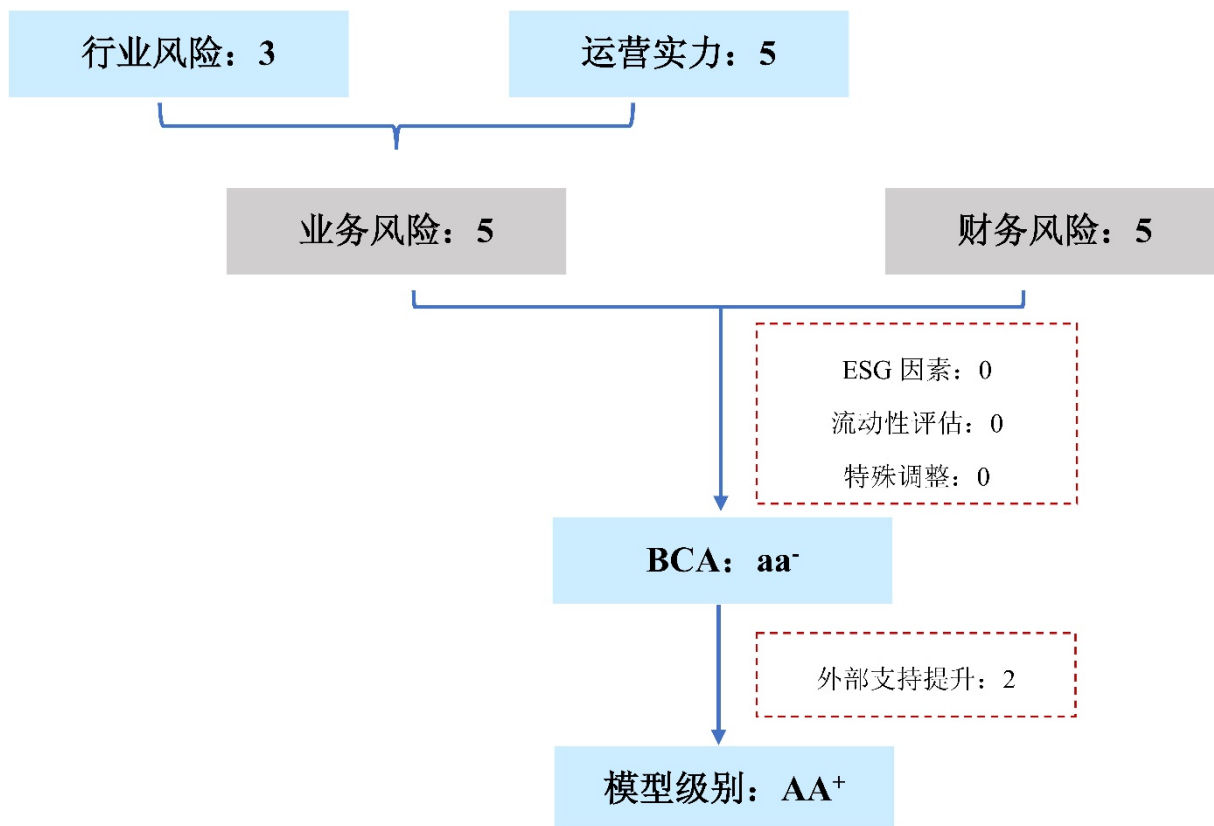 行业风险：3
运营实力：5
业务风险：5
财务风险：5
ESG 因素：0
流动性评估：0
特殊调整：0
BCA：aa⁻
外部支持提升：2
模型级别：AA⁺